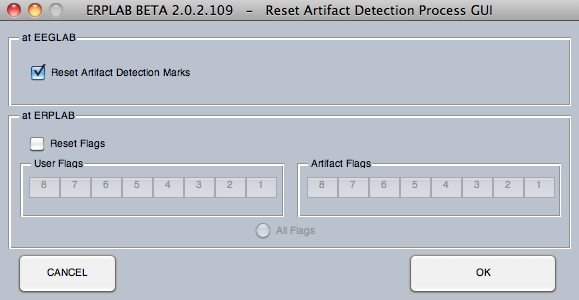 ERPLAB BETA 2.0.2.109 - Reset Artifact Detection Process GUI
at EEGLAB
Reset Artifact Detection Marks
at ERPLAB
Reset Flags
User Flags
8 7 6 5 4 3 2 1
Artifact Flags
8 7 6 5 4 3 2 1
All Flags
CANCEL
OK